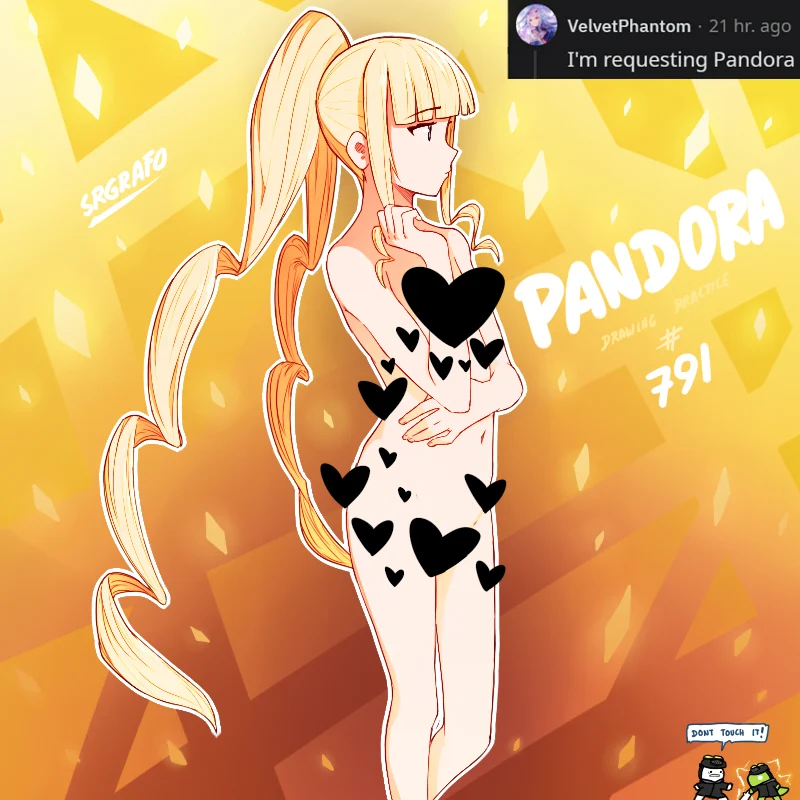 VelvetPhantom · 21 hr. ago
I'm requesting Pandora
SRGRAFO
PANDORA
DRAWING PRACTICE
#
791
DONT TOUCH IT!